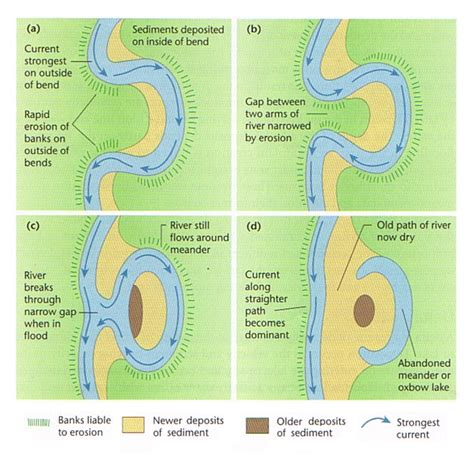 (a)
Sediments deposited
on inside of bend
Current
strongest
on outside
of bend
Rapid
erosion of
banks on
outside of
bends
(b)
Gap between
two arms of
river narrowed
by erosion
(c)
River still
flows around
meander
River
breaks
through
narrow gap
when in
flood
(d)
Old path of river
now dry
Current
along
straighter
path
becomes
dominant
Abandoned
meander or
oxbow lake
Banks liable
to erosion
Newer deposits
of sediment
Older deposits
of sediment
Strongest
current